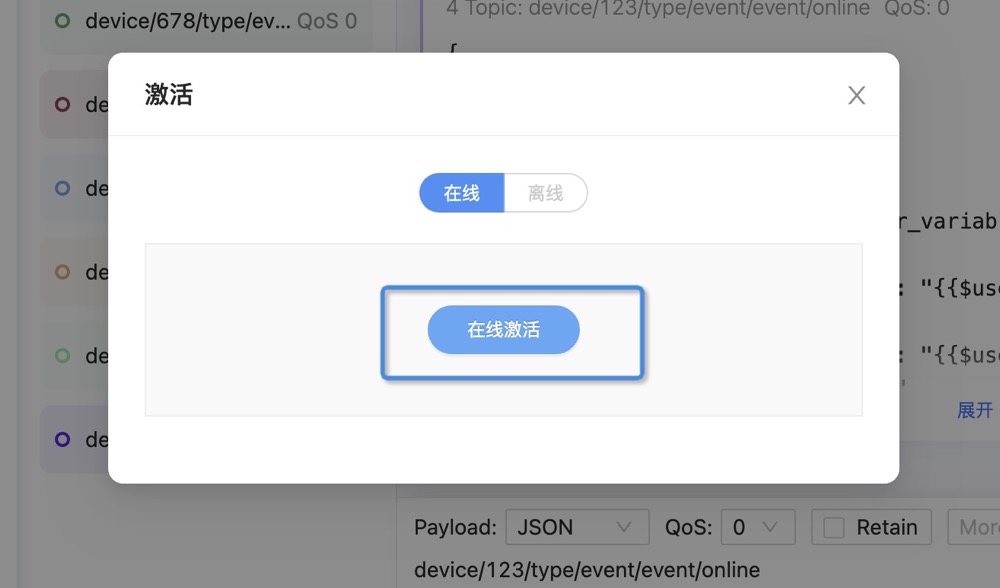 device/678/type/ev... QoS 0
4 Topic: device/123/type/event/event/online QoS: 0
{
激活
de
在线
离线
de
r_variab
在线激活
de
: "{{$use
de
: "{{$use
展开
de
Payload: JSON QoS: 0 Retain Mor
device/123/type/event/event/online